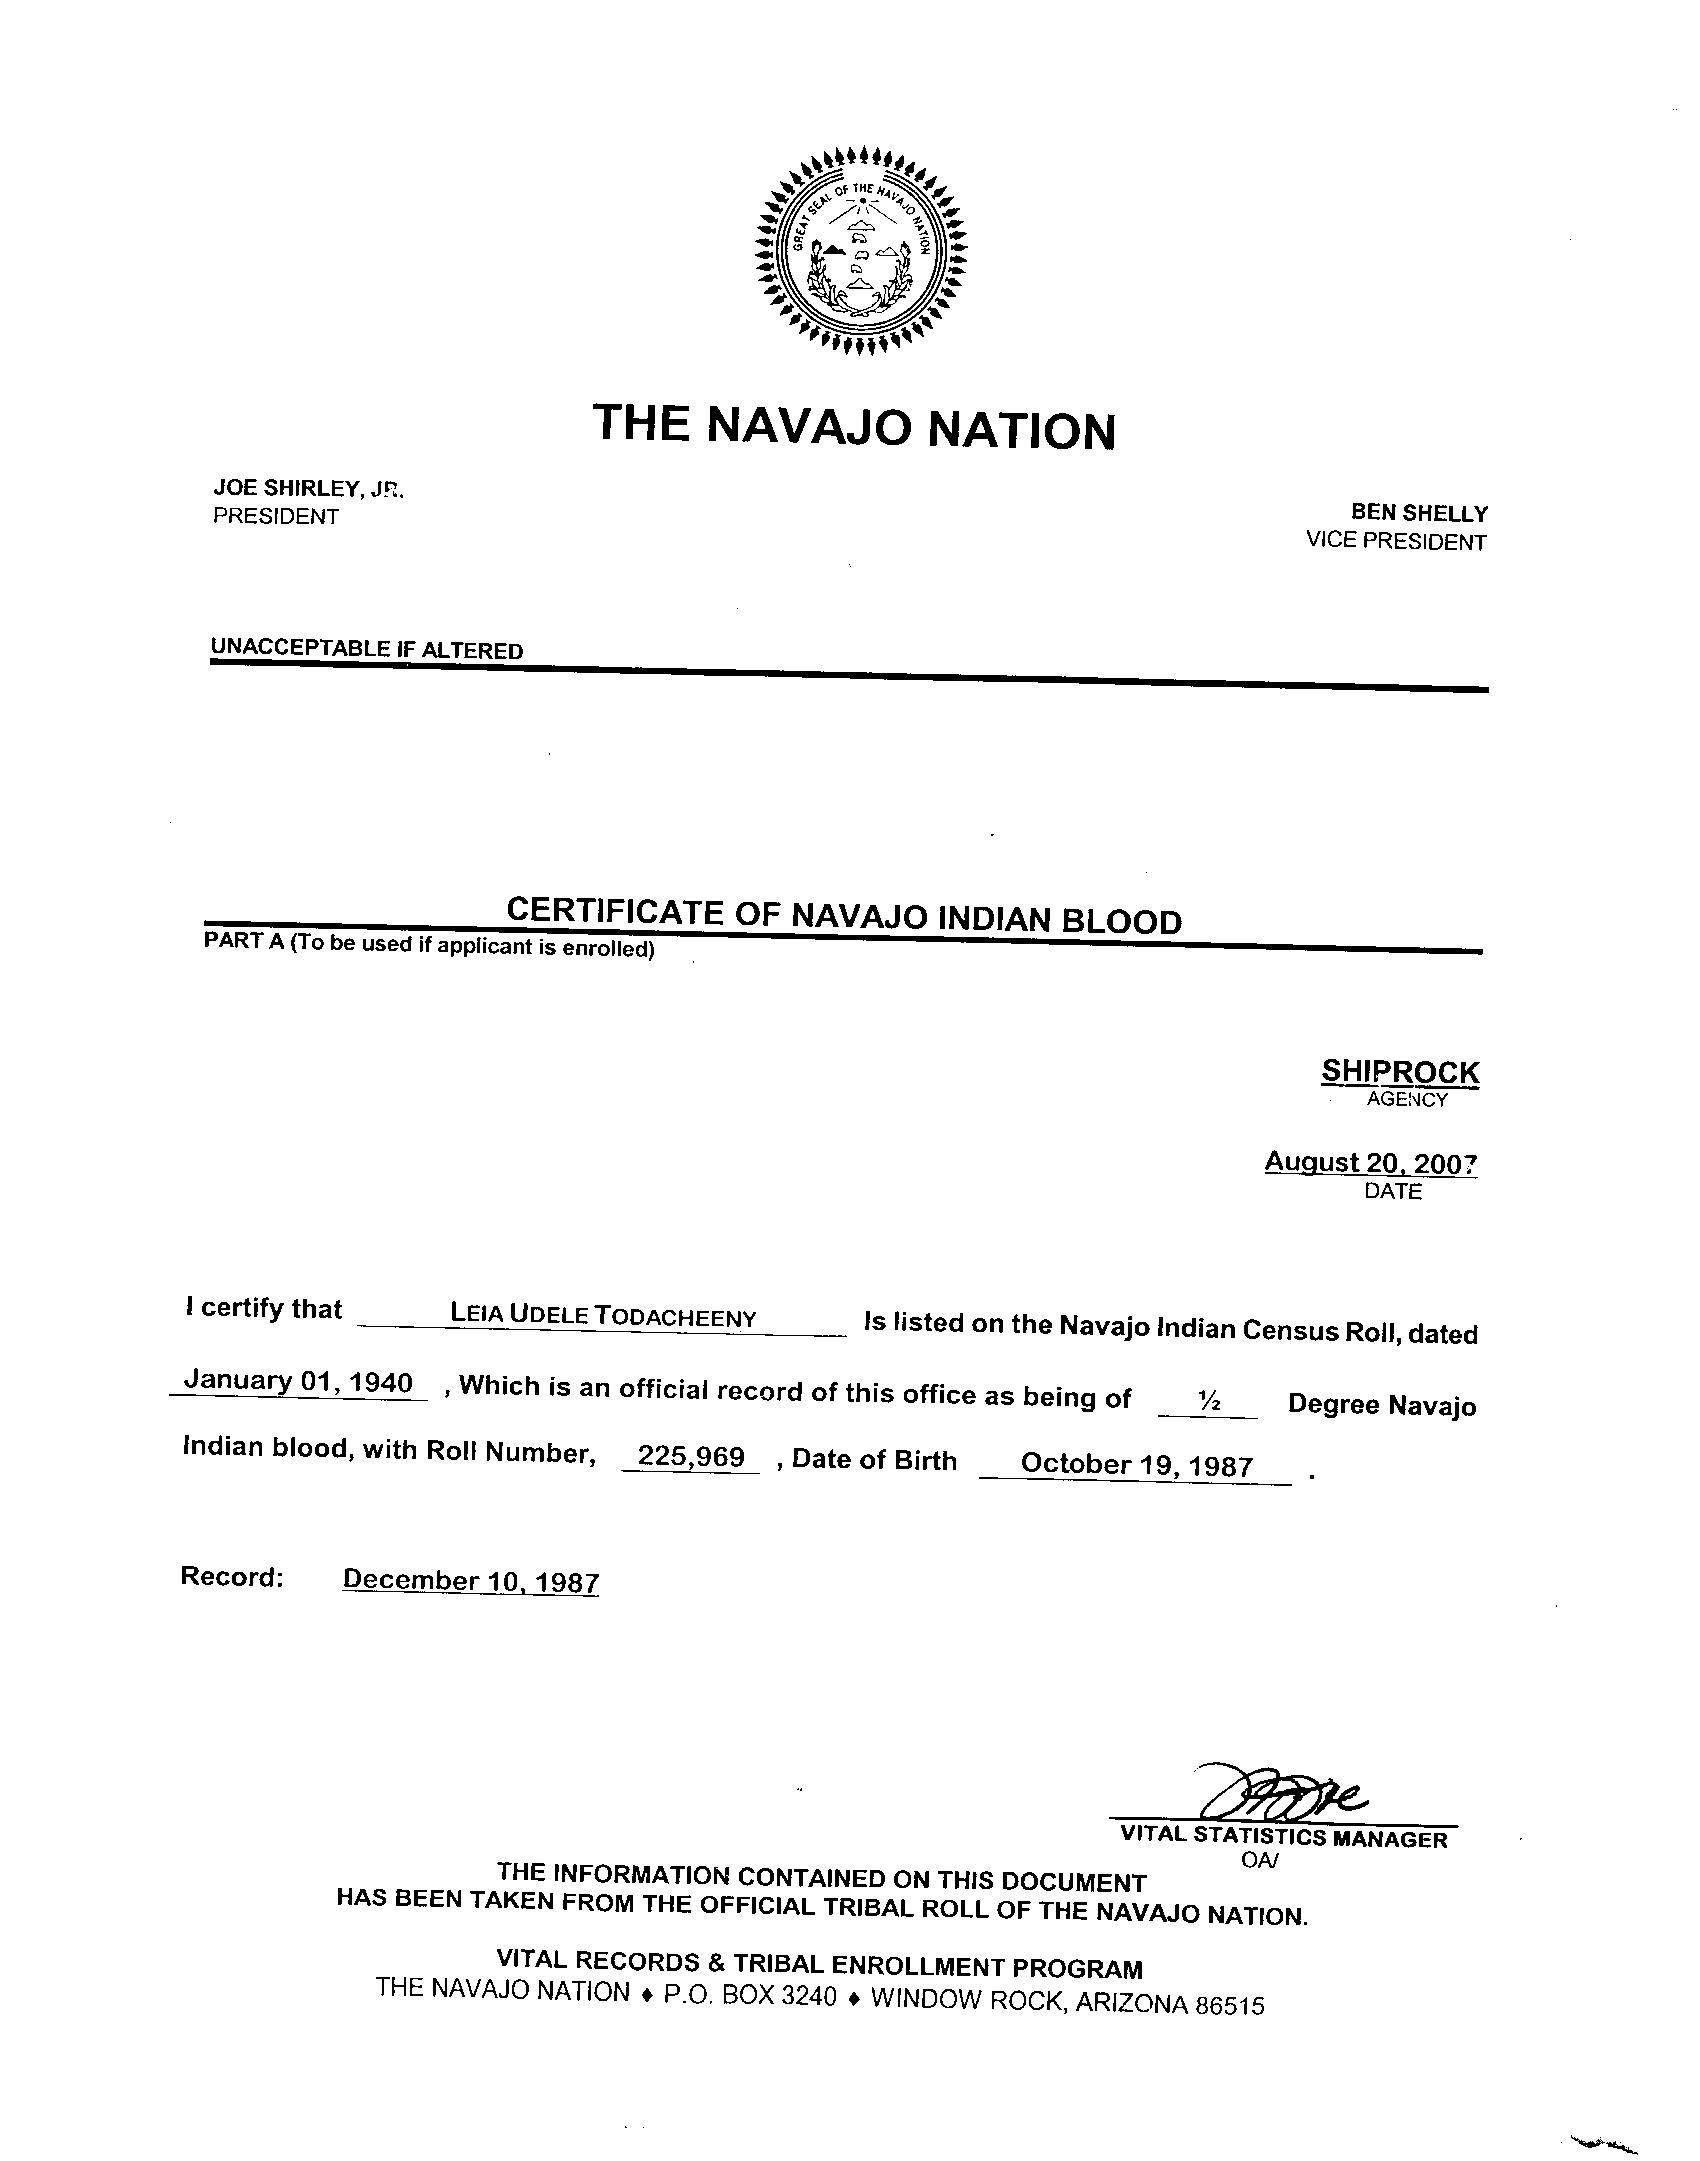 GREAT SEAL OF THE NAVAJO NATION
THE NAVAJO NATION
JOE SHIRLEY, JR.
PRESIDENT
BEN SHELLY
VICE PRESIDENT
UNACCEPTABLE IF ALTERED
CERTIFICATE OF NAVAJO INDIAN BLOOD
PART A (To be used if applicant is enrolled)
SHIPROCK
AGENCY
August 20, 2007
DATE
I certify that LEIA UDELE TODACHEENY Is listed on the Navajo Indian Census Roll, dated
January 01, 1940 , Which is an official record of this office as being of ½ Degree Navajo
Indian blood, with Roll Number, 225,969 , Date of Birth October 19, 1987 .
Record: December 10, 1987
VITAL STATISTICS MANAGER
OA/
THE INFORMATION CONTAINED ON THIS DOCUMENT
HAS BEEN TAKEN FROM THE OFFICIAL TRIBAL ROLL OF THE NAVAJO NATION.
VITAL RECORDS & TRIBAL ENROLLMENT PROGRAM
THE NAVAJO NATION ♦ P.O. BOX 3240 ♦ WINDOW ROCK, ARIZONA 86515